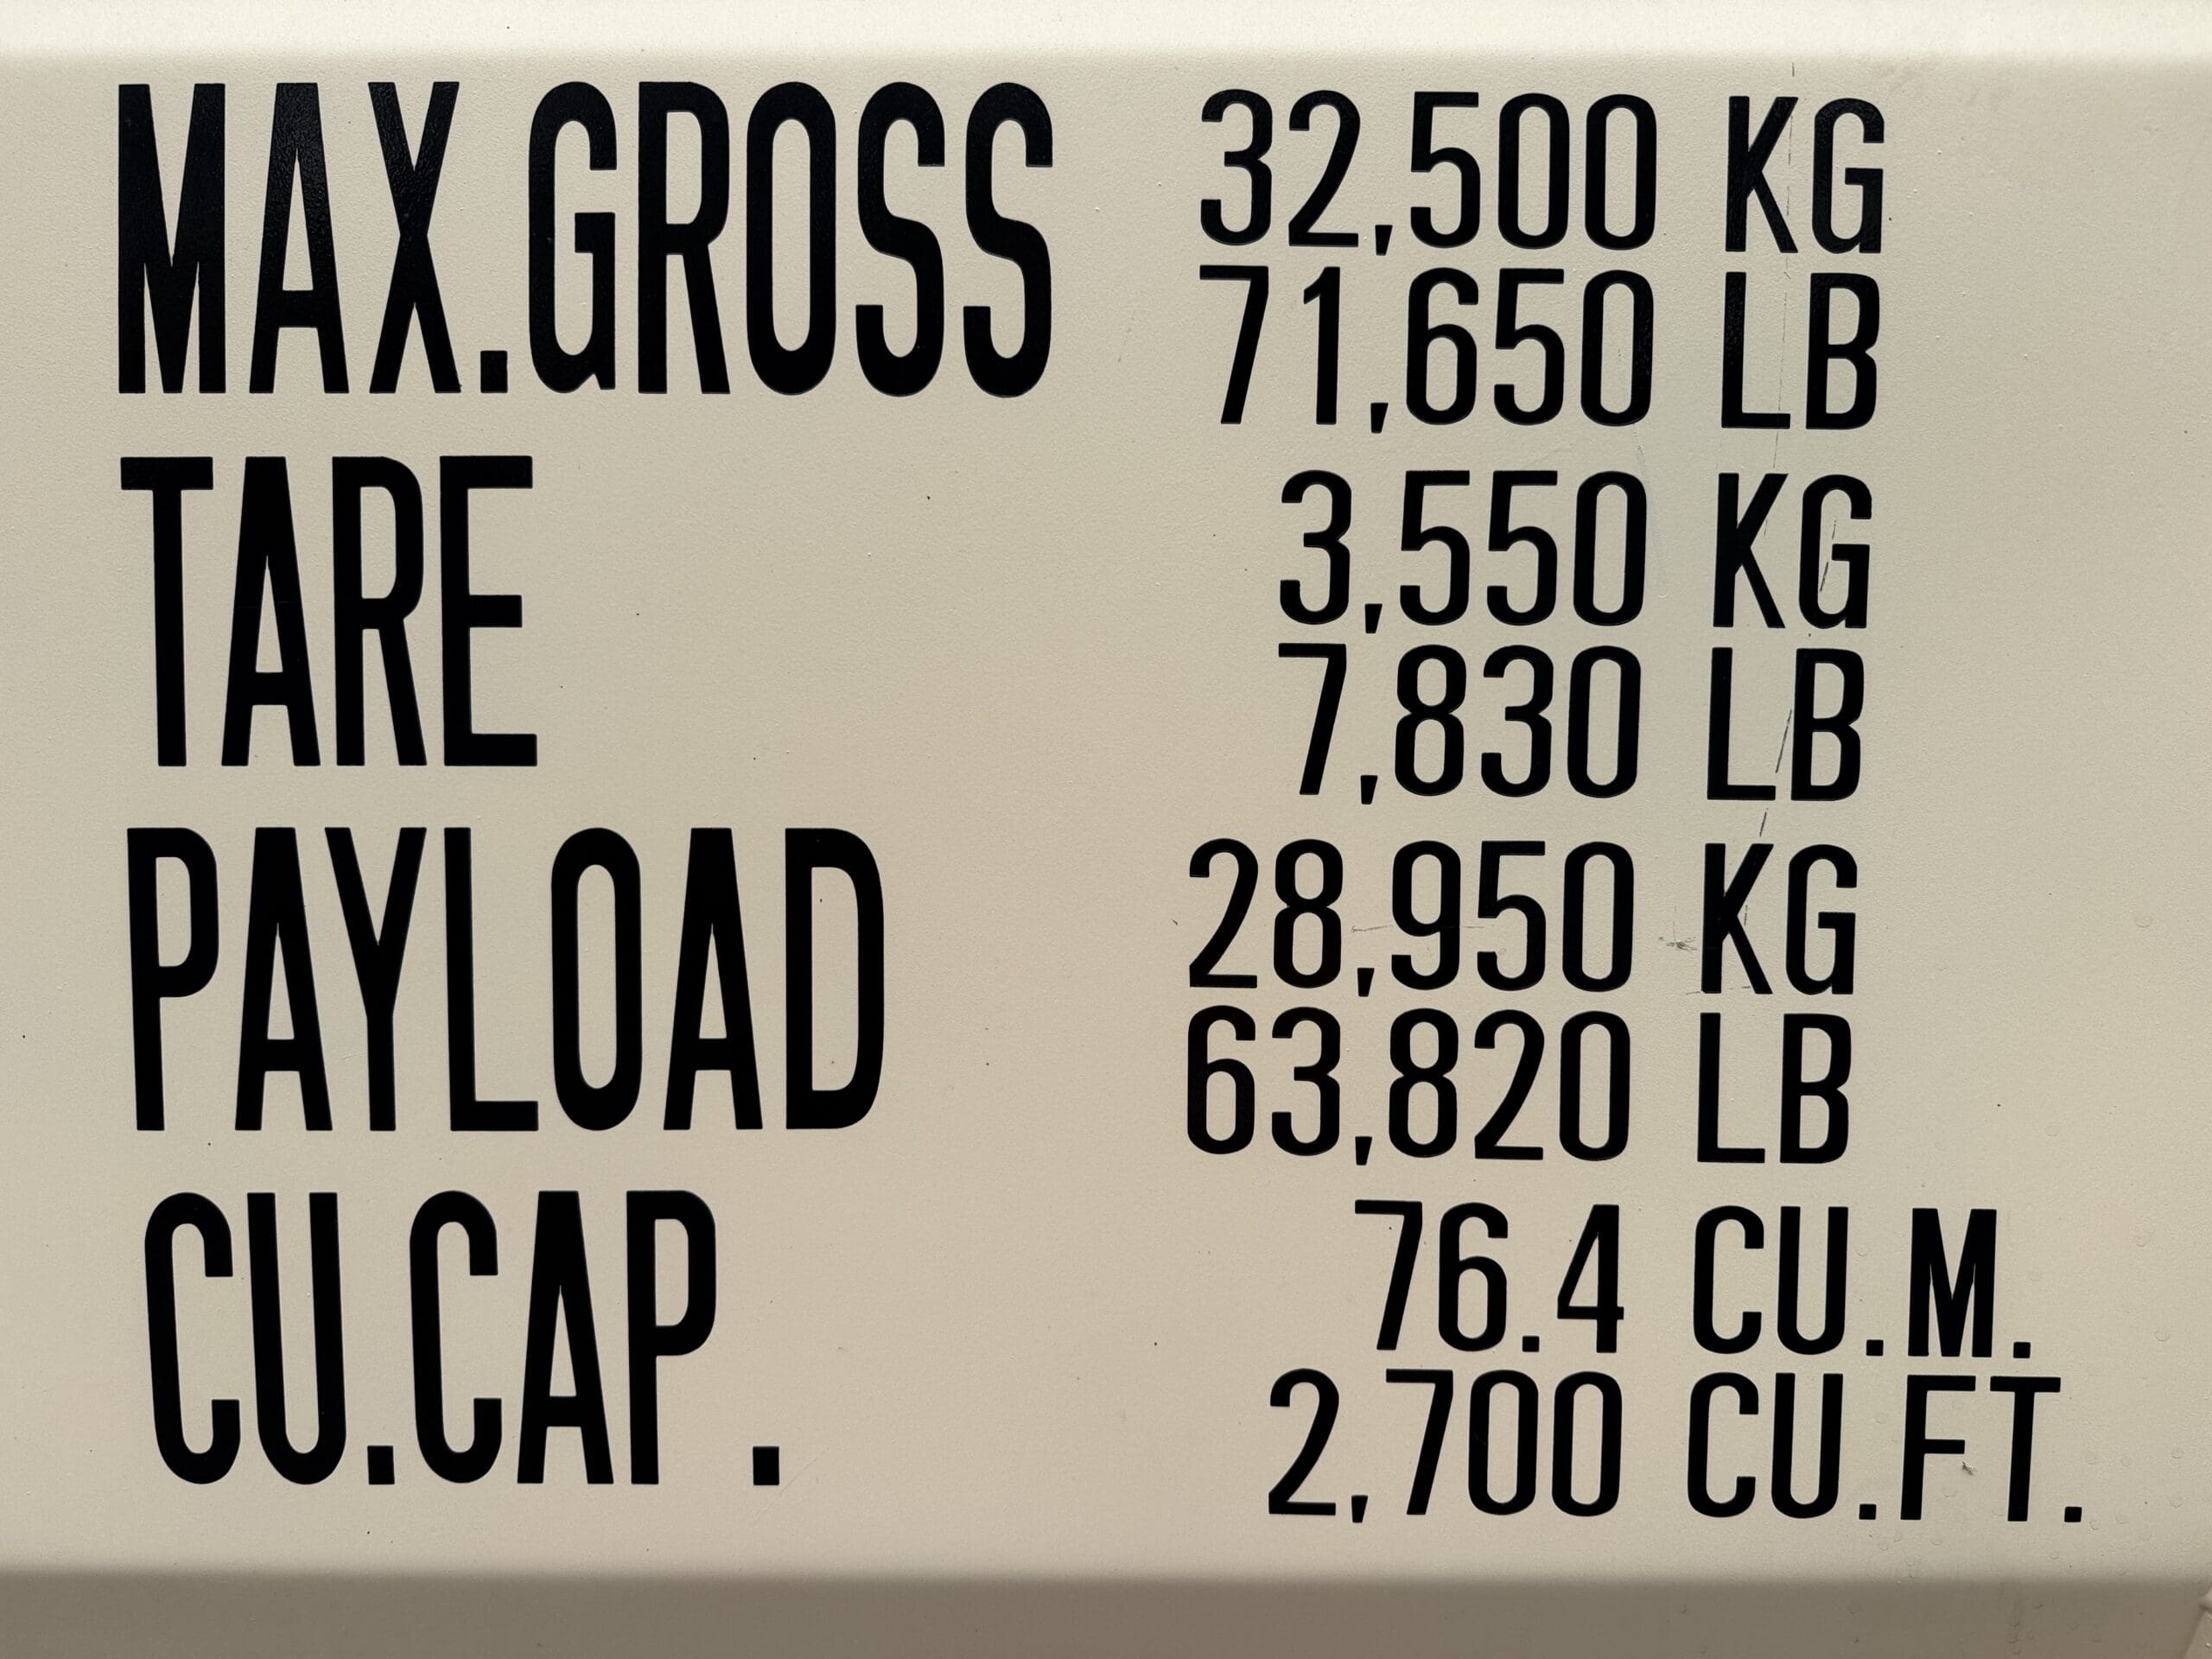 MAX.GROSS 32,500 KG
71,650 LB
TARE 3,550 KG
7,830 LB
PAYLOAD 28,950 KG
63,820 LB
CU.CAP. 76.4 CU.M.
2,700 CU.FT.